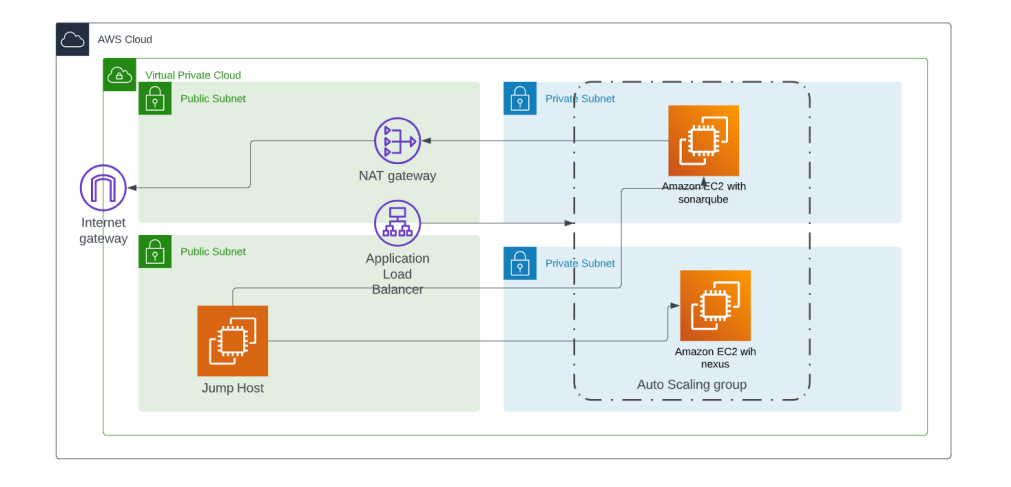 AWS Cloud
Virtual Private Cloud
Public Subnet
Private Subnet
NAT gateway
Amazon EC2 with
sonarqube
Internet
gateway
Public Subnet
Application
Load
Balancer
Private Subnet
Amazon EC2 wih
nexus
Jump Host
Auto Scaling group